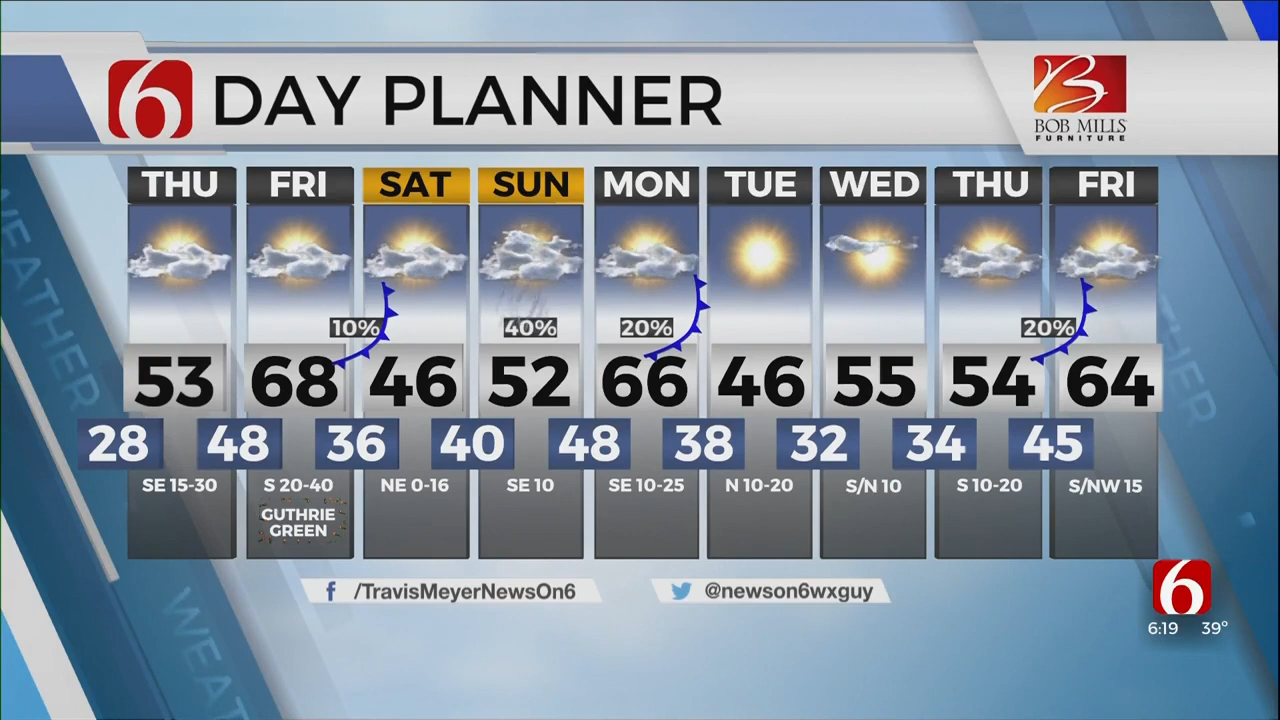 6 DAY PLANNER
BOB MILLS
FURNITURE
THU FRI SAT SUN MON TUE WED THU FRI
10% 40% 20% 20%
53 68 46 52 66 46 55 54 64
28 48 36 40 48 38 32 34 45
SE 15-30 S 20-40 NE 0-16 SE 10 SE 10-25 N 10-20 S/N 10 S 10-20 S/NW 15
GUTHRIE
GREEN
f /TravisMeyerNewsOn6 @newson6wxguy
6
6:19 39°
WEATHER
WEATHER
WEAT